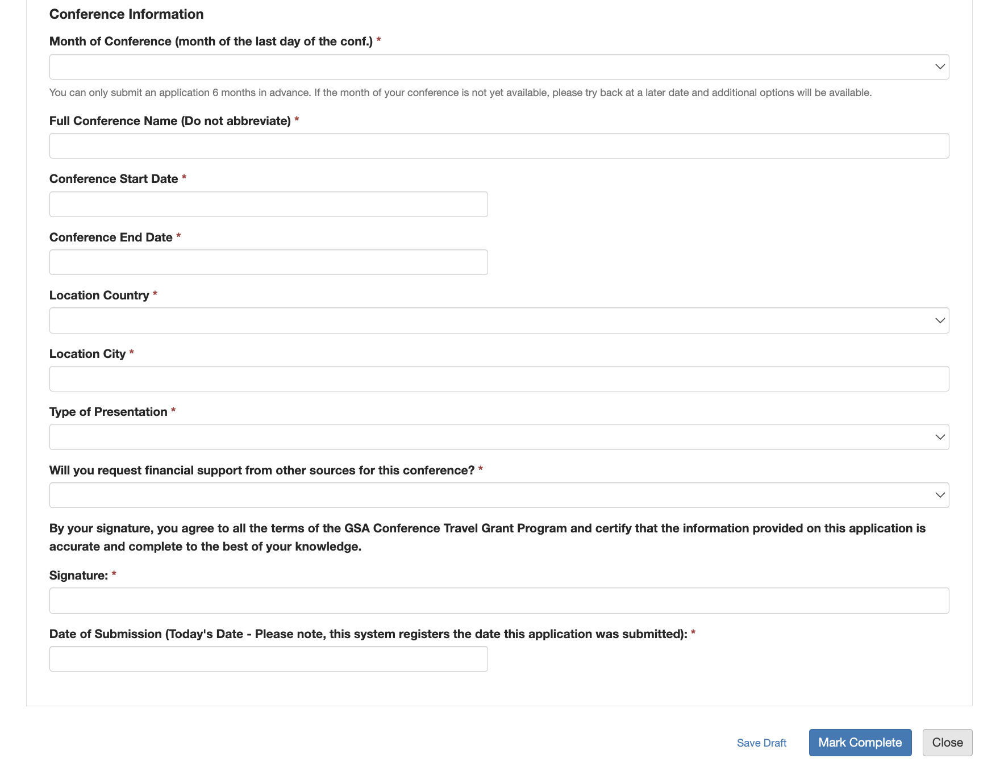 Conference Information
Month of Conference (month of the last day of the conf.) *
You can only submit an application 6 months in advance. If the month of your conference is not yet available, please try back at a later date and additional options will be available.
Full Conference Name (Do not abbreviate) *
Conference Start Date *
Conference End Date *
Location Country *
Location City *
Type of Presentation *
Will you request financial support from other sources for this conference? *
By your signature, you agree to all the terms of the GSA Conference Travel Grant Program and certify that the information provided on this application is
accurate and complete to the best of your knowledge.
Signature: *
Date of Submission (Today's Date - Please note, this system registers the date this application was submitted): *
Save Draft
Mark Complete
Close